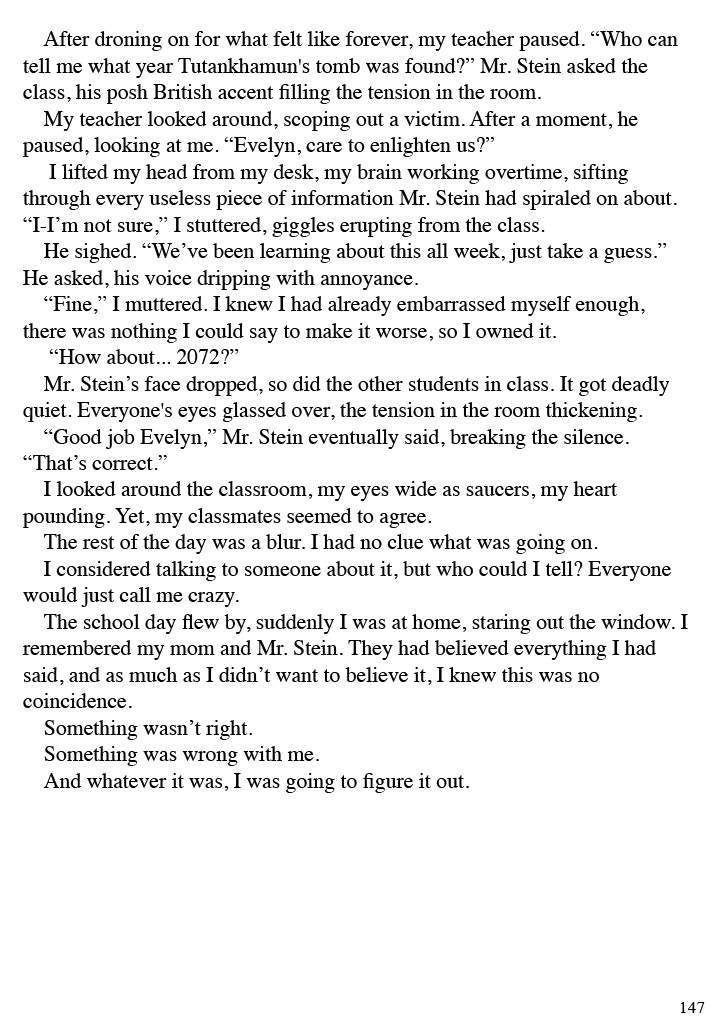 After droning on for what felt like forever, my teacher paused. “Who can
tell me what year Tutankhamun's tomb was found?” Mr. Stein asked the
class, his posh British accent filling the tension in the room.
My teacher looked around, scoping out a victim. After a moment, he
paused, looking at me. “Evelyn, care to enlighten us?”
I lifted my head from my desk, my brain working overtime, sifting
through every useless piece of information Mr. Stein had spiraled on about.
“I-I’m not sure,” I stuttered, giggles erupting from the class.
He sighed. “We’ve been learning about this all week, just take a guess.”
He asked, his voice dripping with annoyance.
“Fine,” I muttered. I knew I had already embarrassed myself enough,
there was nothing I could say to make it worse, so I owned it.
“How about... 2072?”
Mr. Stein’s face dropped, so did the other students in class. It got deadly
quiet. Everyone's eyes glassed over, the tension in the room thickening.
“Good job Evelyn,” Mr. Stein eventually said, breaking the silence.
“That’s correct.”
I looked around the classroom, my eyes wide as saucers, my heart
pounding. Yet, my classmates seemed to agree.
The rest of the day was a blur. I had no clue what was going on.
I considered talking to someone about it, but who could I tell? Everyone
would just call me crazy.
The school day flew by, suddenly I was at home, staring out the window. I
remembered my mom and Mr. Stein. They had believed everything I had
said, and as much as I didn’t want to believe it, I knew this was no
coincidence.
Something wasn’t right.
Something was wrong with me.
And whatever it was, I was going to figure it out.
147